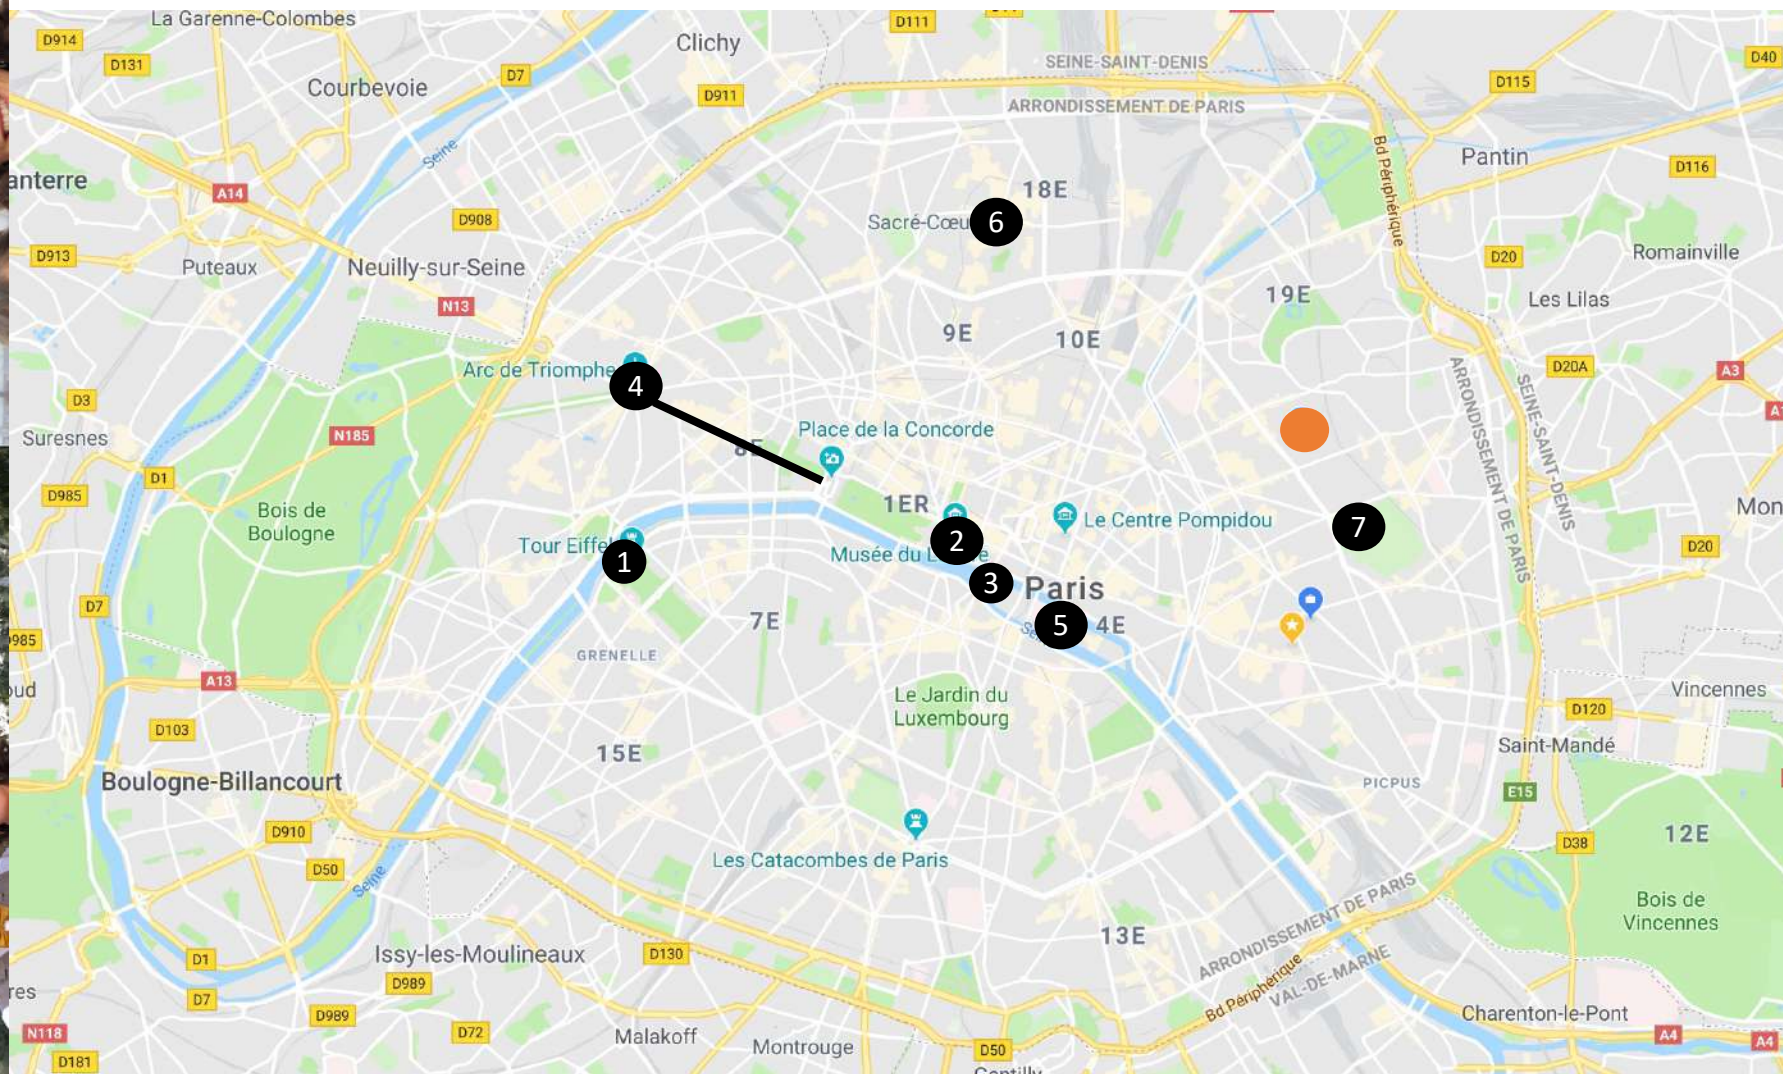 La Garenne-Colombes
D914
D131
D7
Clichy
D111
D14
Courbevoie
D911
SEINE-SAINT-DENIS
ARRONDISSEMENT DE PARIS
D115
D40
Bd Périphérique
Pantin
D116
Seine
anterre
A14
D908
18E
Sacré-Cœu
6
D913
Puteaux
Neuilly-sur-Seine
N13
D20
Romainville
Les Lilas
19E
9E
10E
Arc de Triomphe
4
D3
D20A
A3
Suresnes
N185
Place de la Concorde
8E
ARRONDISSEMENT DE PARIS
SEINE-SAINT-DENIS
D1
D985
Bois de
Boulogne
1ER
Le Centre Pompidou
7
Mon
Tour Eiffel
1
2
Musée du L
3
Paris
D20
D7
985
7E
5
4E
GRENELLE
A13
oud
Le Jardin du
Luxembourg
Vincennes
D120
D103
15E
Saint-Mandé
Boulogne-Billancourt
PICPUS
E15
D910
12E
D38
D50
Les Catacombes de Paris
Seine
ARRONDISSEMENT DE PARIS
Bois de
Vincennes
13E
Issy-les-Moulineaux
D130
D1
D989
Bd Périphérique
VAL-DE-MARNE
res
D7
D989
Charenton-le-Pont
N118
D72
Malakoff
Montrouge
D50
A4
A4
D181